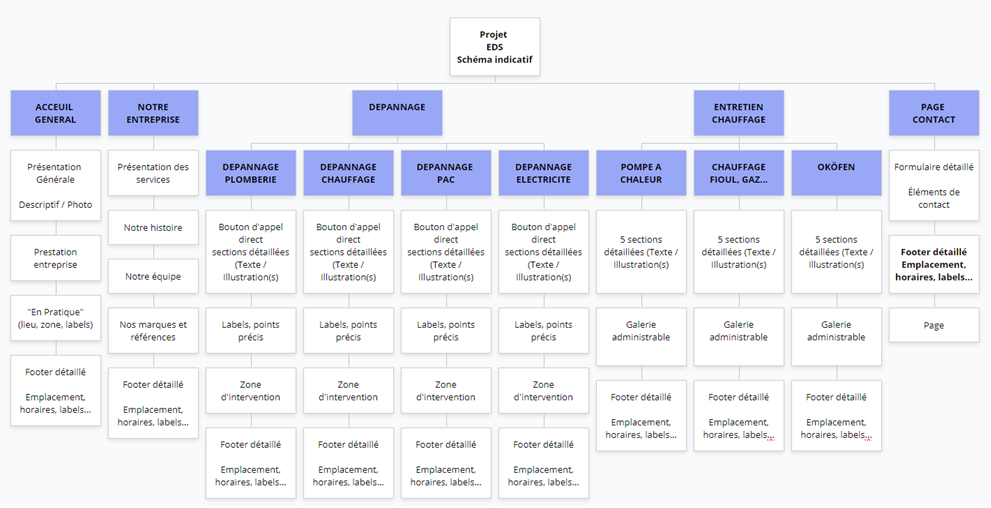 Projet
EDS
Schéma indicatif
ACCEUIL
GENERAL
Présentation
Générale
Descriptif / Photo
Prestation
entreprise
"En Pratique"
(lieu, zone, labels)
Footer détaillé
Emplacement,
horaires, labels...
NOTRE
ENTREPRISE
Présentation des
services
Notre histoire
Notre équipe
Nos marques et
références
Footer détaillé
Emplacement,
horaires, labels...
DEPANNAGE
DEPANNAGE
PLOMBERIE
Bouton d'appel
direct
sections détaillées
(Texte /
Illustration(s)
Labels, points
précis
Zone
d'intervention
Footer détaillé
Emplacement,
horaires, labels...
DEPANNAGE
CHAUFFAGE
Bouton d'appel
direct
sections détaillées
(Texte /
Illustration(s)
Labels, points
précis
Zone
d'intervention
Footer détaillé
Emplacement,
horaires, labels...
DEPANNAGE
PAC
Bouton d'appel
direct
sections détaillées
(Texte /
Illustration(s)
Labels, points
précis
Zone
d'intervention
Footer détaillé
Emplacement,
horaires, labels...
DEPANNAGE
ELECTRICITE
Bouton d'appel
direct
sections détaillées
(Texte /
Illustration(s)
Labels, points
précis
Zone
d'intervention
Footer détaillé
Emplacement,
horaires, labels...
ENTRETIEN
CHAUFFAGE
POMPE A
CHALEUR
5 sections
détaillées (Texte /
Illustration(s)
Galerie
administrable
Footer détaillé
Emplacement,
horaires, labels...
CHAUFFAGE
FIOUL, GAZ...
5 sections
détaillées (Texte /
Illustration(s)
Galerie
administrable
Footer détaillé
Emplacement,
horaires, labels...
OKÖFEN
5 sections
détaillées (Texte /
Illustration(s)
Galerie
administrable
Footer détaillé
Emplacement,
horaires, labels...
PAGE
CONTACT
Formulaire détaillé
Éléments de
contact
Footer détaillé
Emplacement,
horaires, labels...
Page